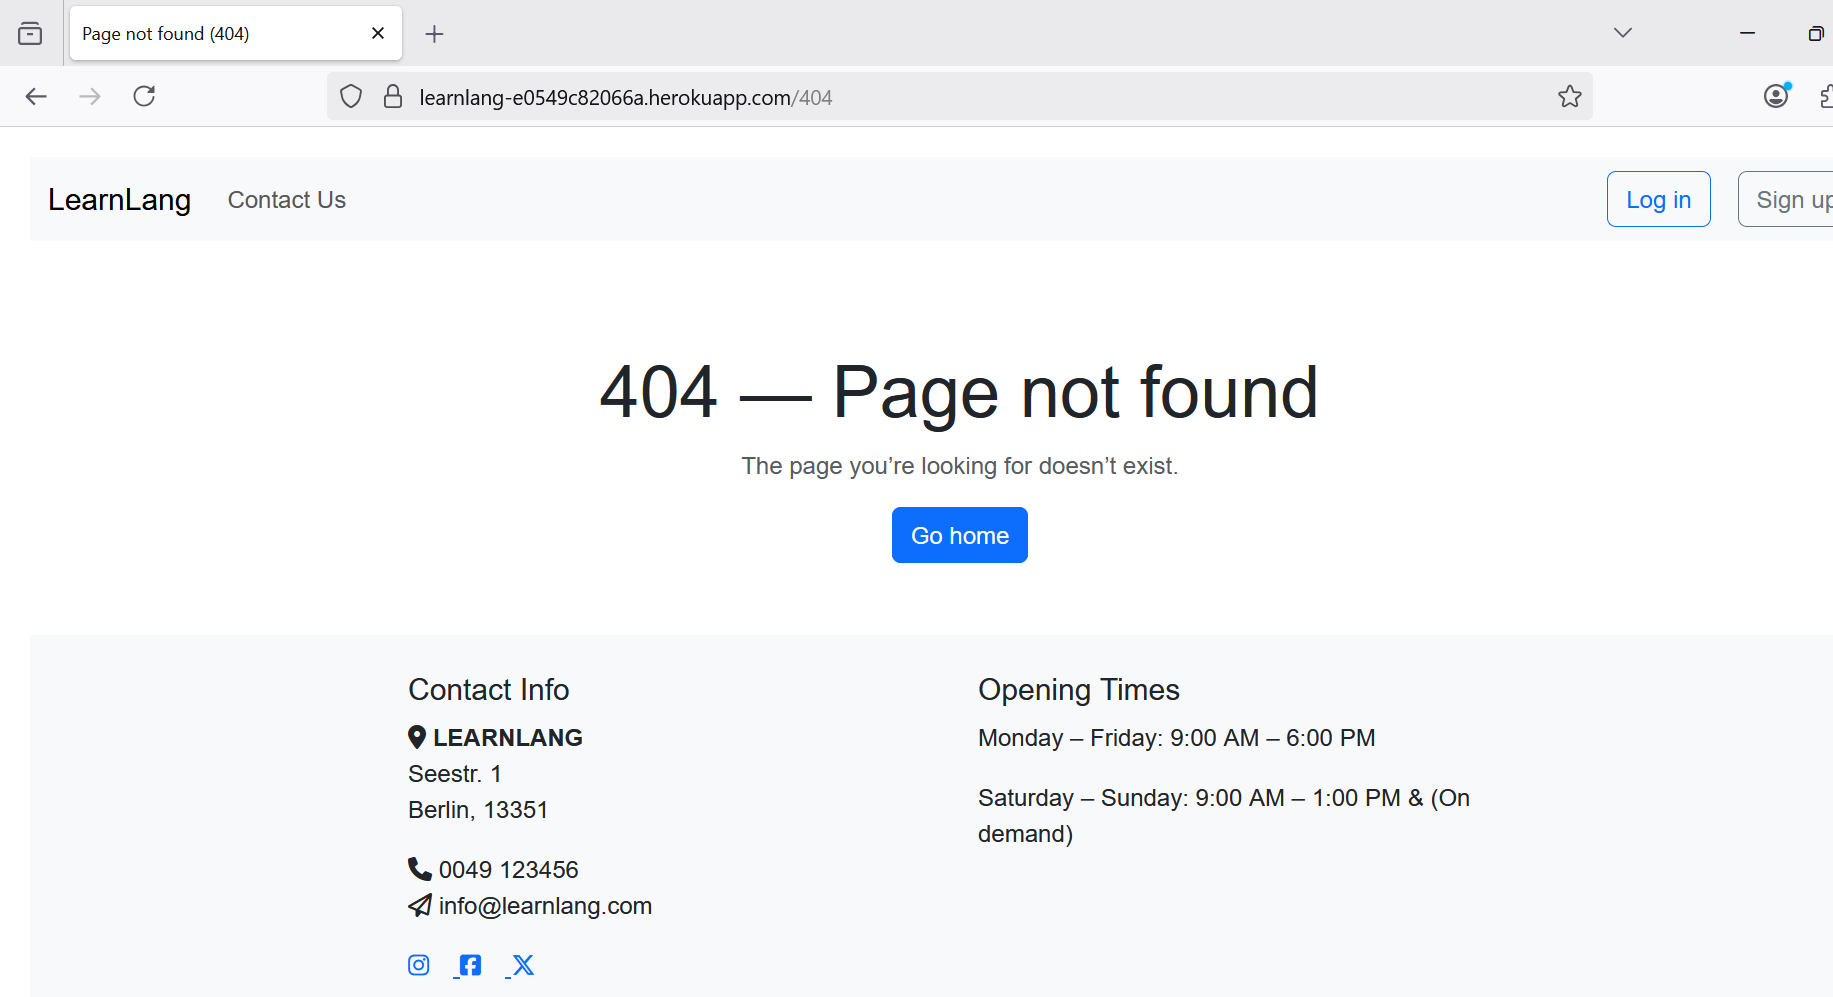 Page not found (404)
learnlang-e0549c82066a.herokuapp.com/404
LearnLang
Contact Us
Log in
Sign up
404 — Page not found
The page you’re looking for doesn’t exist.
Go home
Contact Info
LEARNLANG
Seestr. 1
Berlin, 13351
0049 123456
info@learnlang.com
Opening Times
Monday – Friday: 9:00 AM – 6:00 PM
Saturday – Sunday: 9:00 AM – 1:00 PM & (On
demand)